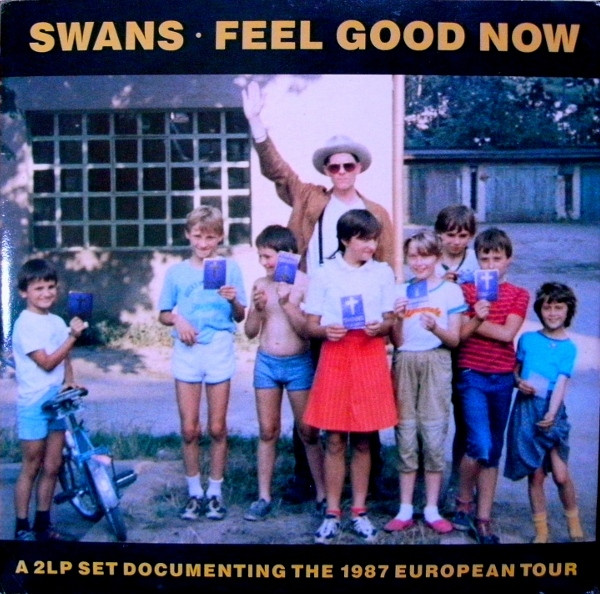 SWANS · FEEL GOOD NOW
A 2LP SET DOCUMENTING THE 1987 EUROPEAN TOUR